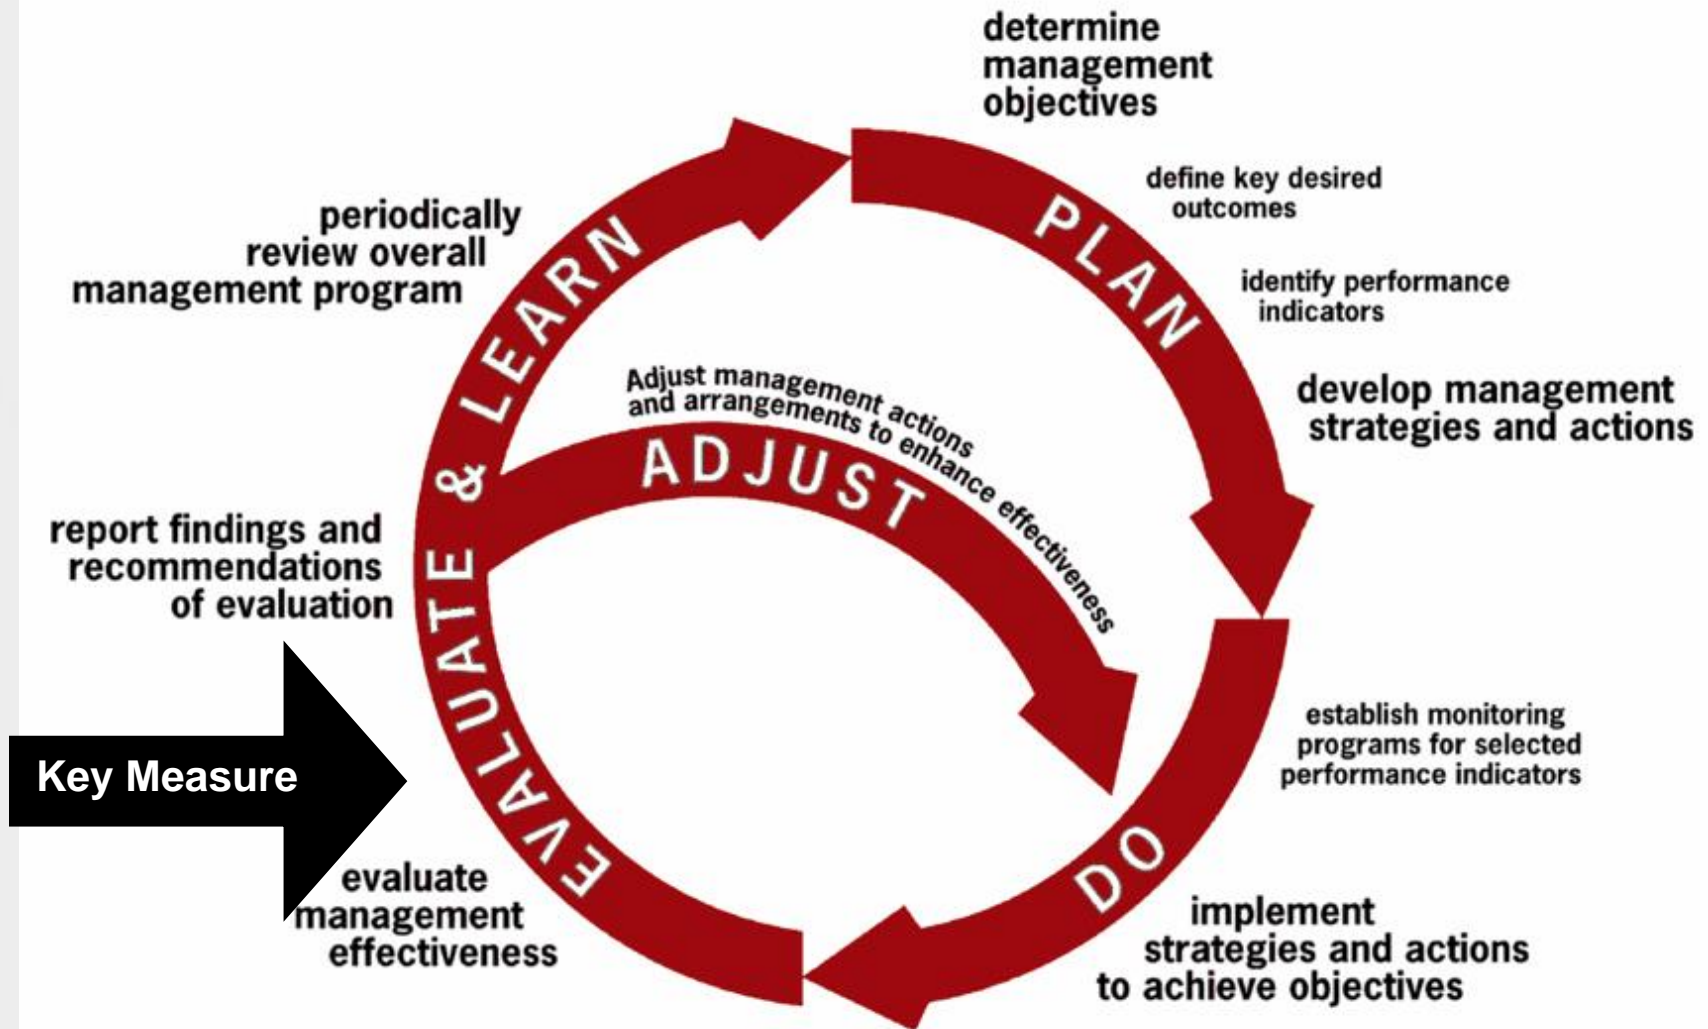 determine
management
objectives
define key desired
outcomes
identify performance
indicators
develop management
strategies and actions
PLAN
establish monitoring
programs for selected
performance indicators
DO
implement
strategies and actions
to achieve objectives
evaluate
management
effectiveness
Key Measure
EVALUATE & LEARN
report findings and
recommendations
of evaluation
periodically
review overall
management program
Adjust management actions
and arrangements to enhance effectiveness
ADJUST